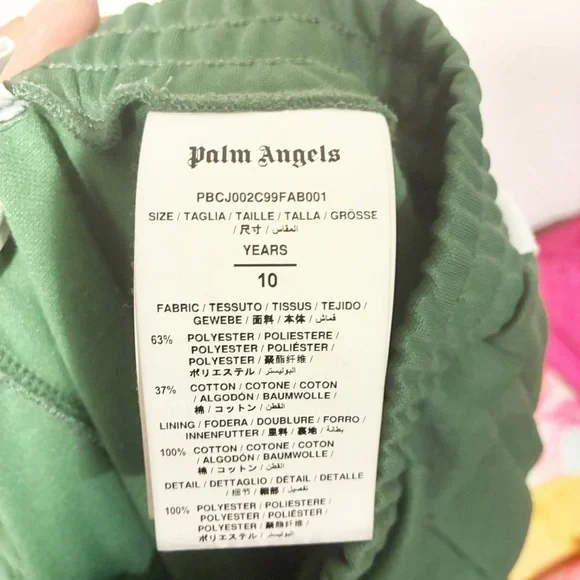 Palm Angels
PBCJ002C99FAB001
SIZE / TAGLIA / TAILLE / TALLA / GRÖSSE
/ 尺寸 / المقاس /
YEARS
10
FABRIC / TESSUTO / TISSUS / TEJIDO /
GEWEBE / 面料 / 本体 / قماش /
63% POLYESTER / POLIESTERE /
POLYESTER / POLIÉSTER /
POLYESTER / 聚酯纤维 /
ポリエステル / البوليستر /
37% COTTON / COTONE / COTON
/ ALGODÓN / BAUMWOLLE /
棉 / コットン / القطن /
LINING / FODERA / DOUBLURE / FORRO /
INNENFUTTER / 里料 / 裏地 / بطانة /
100% COTTON / COTONE / COTON
/ ALGODÓN / BAUMWOLLE /
棉 / コットン / القطن /
DETAIL / DETTAGLIO / DÉTAIL / DETALLE
/ 细节 / 細部 / تفصيل /
100% POLYESTER / POLIESTERE /
POLYESTER / POLIÉSTER /
POLYESTER / 聚酯纤维 /
ポリエステル / البوليستر /